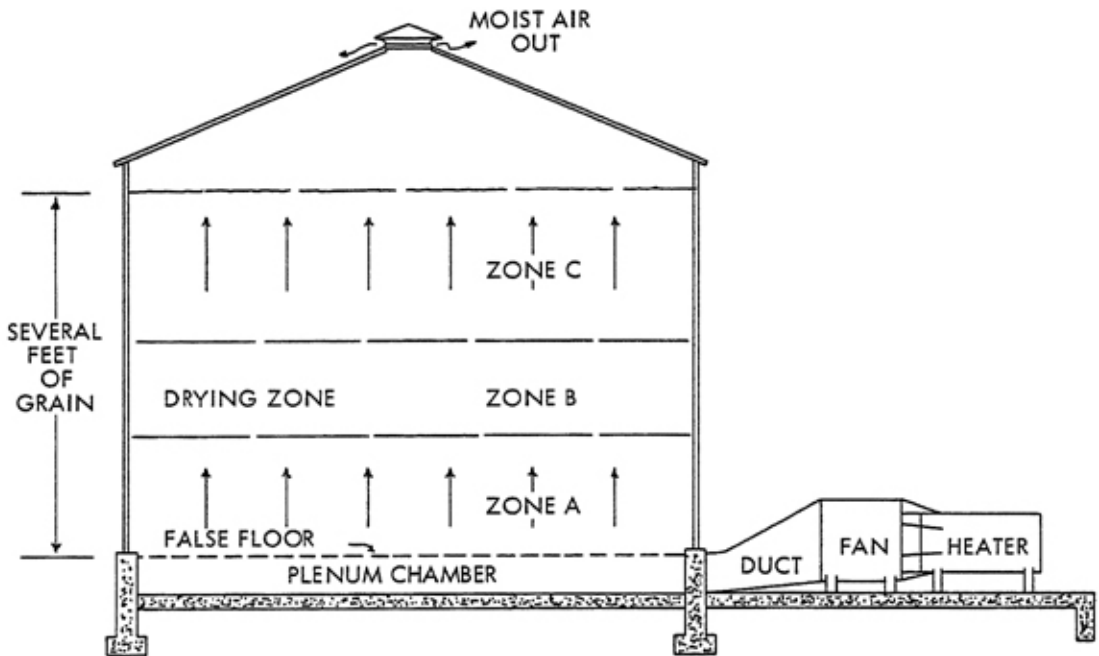 MOIST AIR
OUT
ZONE C
SEVERAL
FEET
OF
GRAIN
DRYING ZONE
ZONE B
ZONE A
FALSE FLOOR
PLENUM CHAMBER
DUCT
FAN
HEATER